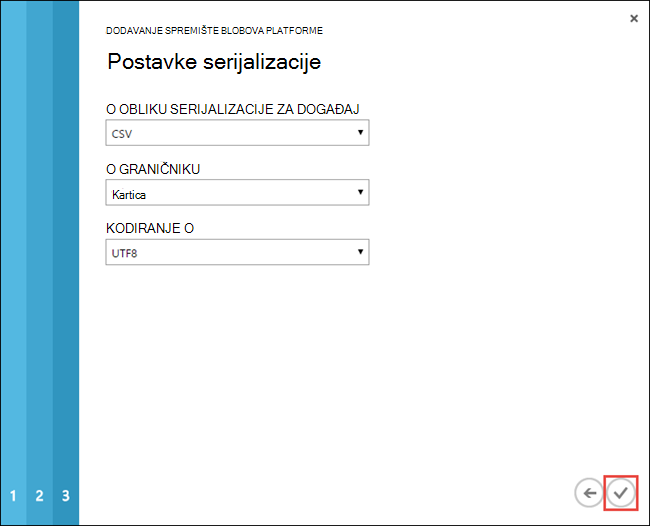 DODAVANJE SPREMIŠTE BLOBOVA PLATFORME
Postavke serijalizacije
O OBLIKU SERIJALIZACIJE ZA DOGAĐAJ
CSV
O GRANIČNIKU
Kartica
KODIRANJE O
UTF8
1 2 3